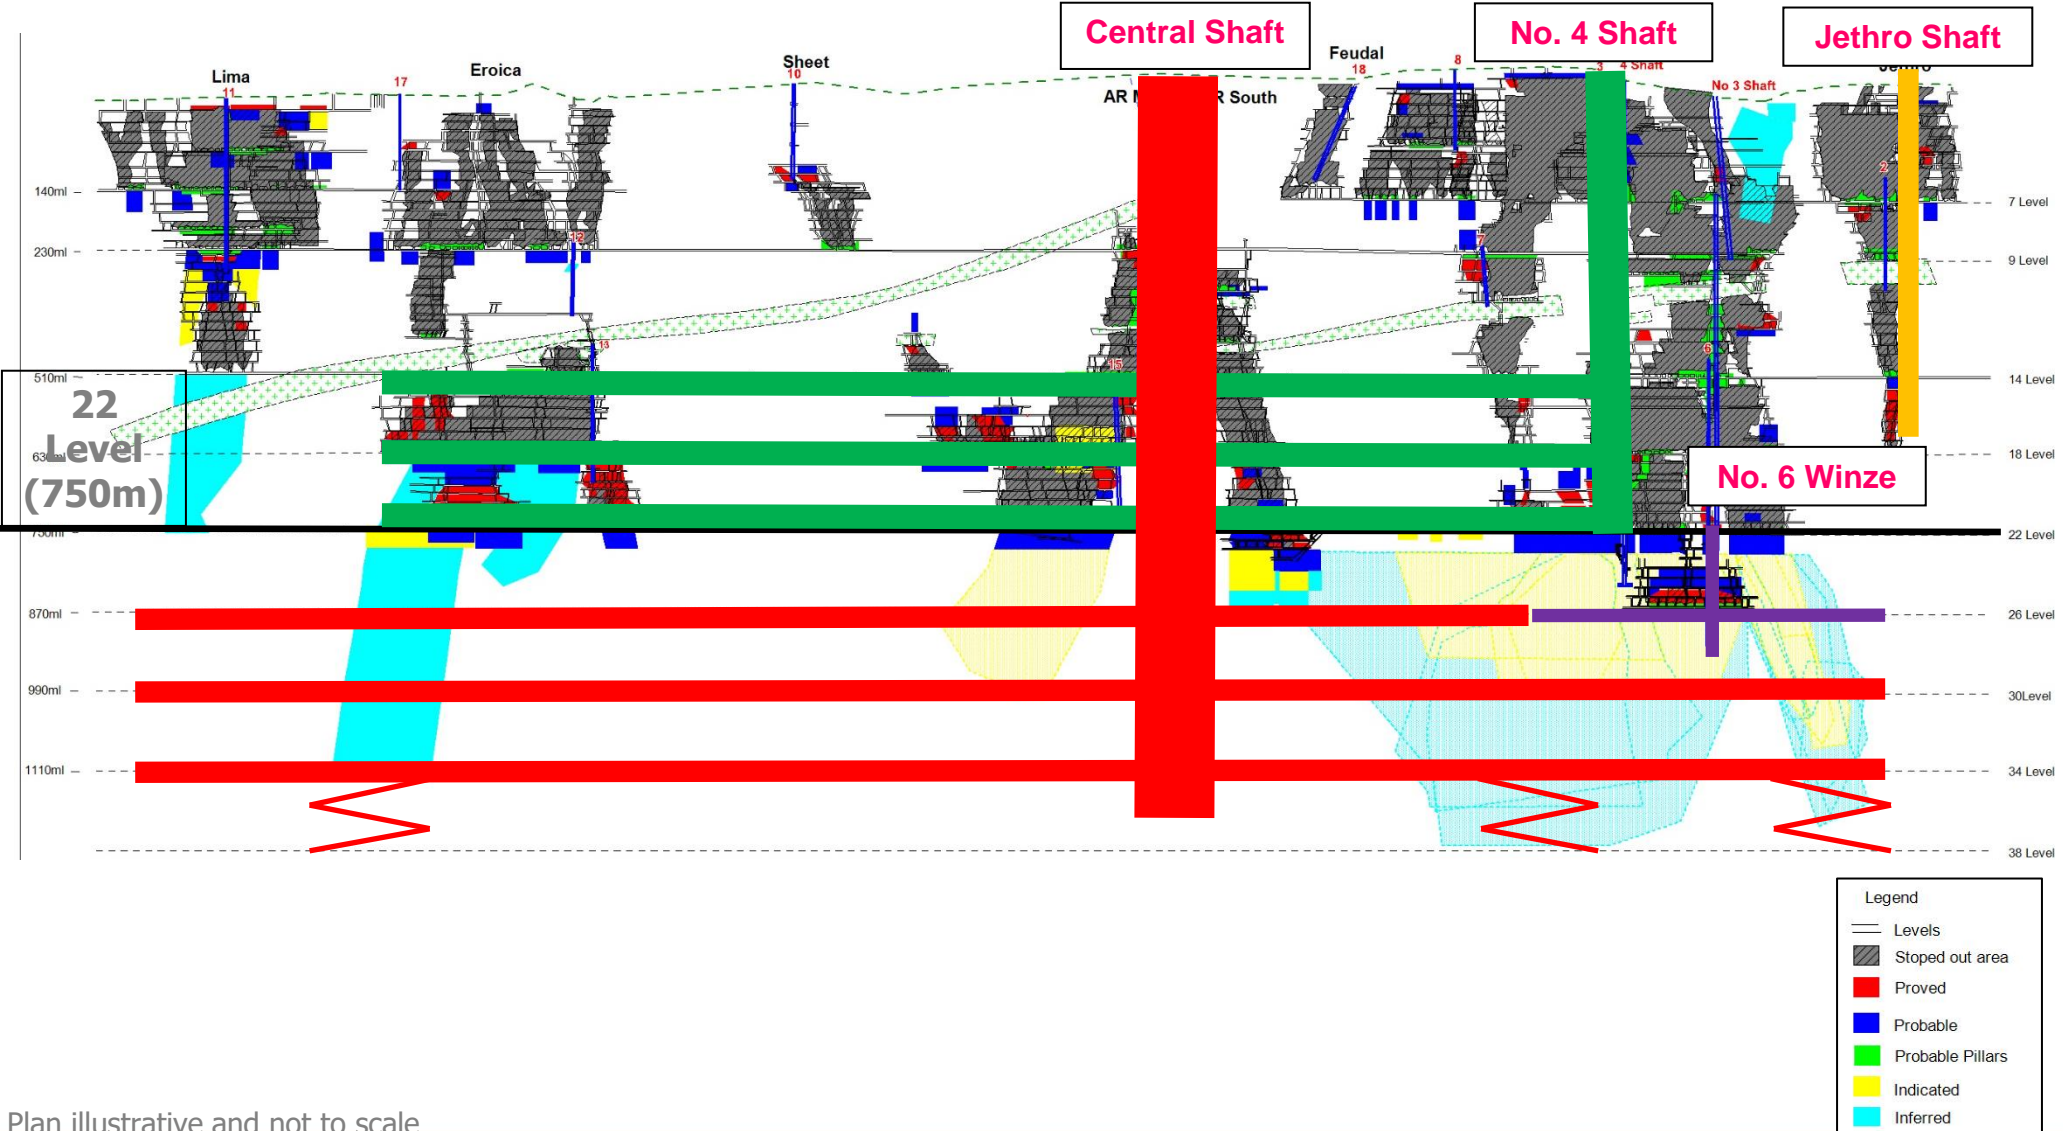 Central Shaft
No. 4 Shaft
Jethro Shaft
Lima
11
17
Eroica
Sheet
10
AR
R South
Feudal
18
8
3
4 Shaft
No 3 Shaft
2
140ml
7 Level
230ml
12
7
9 Level
13
15
6
510ml
14 Level
22
Level
(750m)
18 Level
No. 6 Winze
750ml
22 Level
870ml
26 Level
990ml
30Level
1110ml
34 Level
38 Level
Legend
Levels
Stoped out area
Proved
Probable
Probable Pillars
Indicated
Inferred
Plan illustrative and not to scale